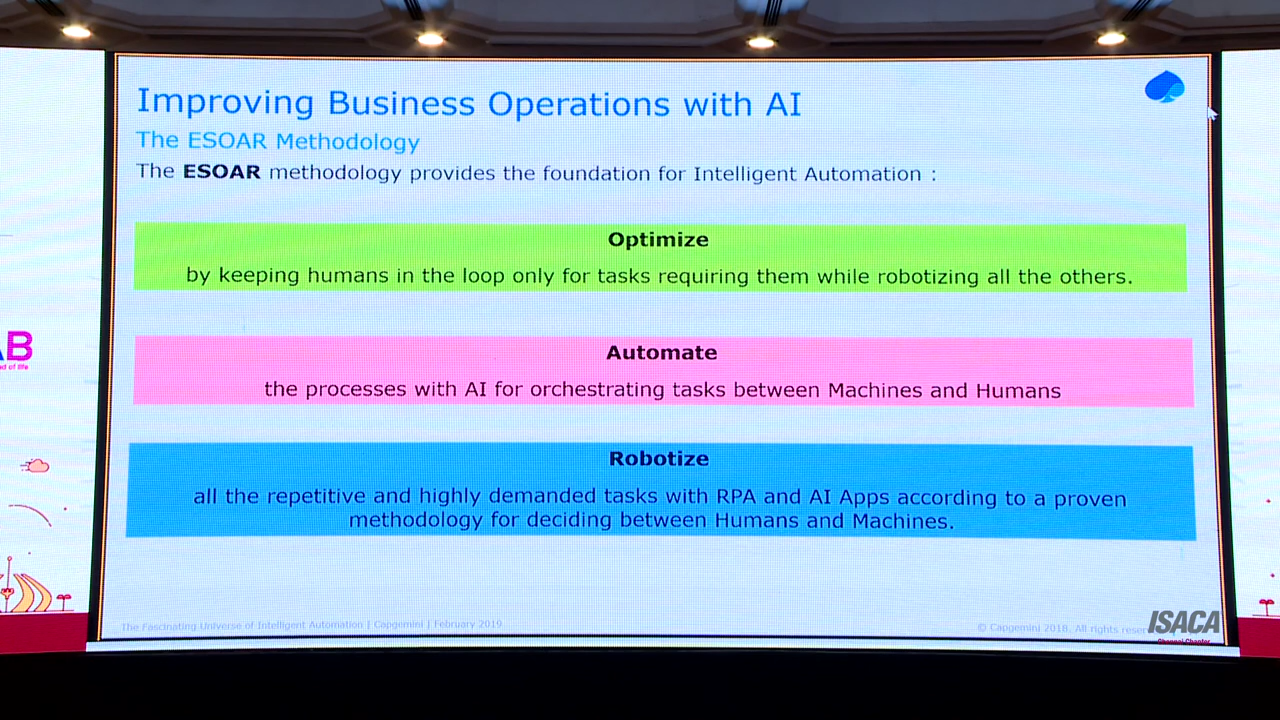 Improving Business Operations with AI
The ESOAR Methodology
The ESOAR methodology provides the foundation for Intelligent Automation :
Optimize
by keeping humans in the loop only for tasks requiring them while robotizing all the others.
Automate
the processes with AI for orchestrating tasks between Machines and Humans
Robotize
all the repetitive and highly demanded tasks with RPA and AI Apps according to a proven
methodology for deciding between Humans and Machines.
The Fascinating Universe of Intelligent Automation | Capgemini | February 2019
© Capgemini 2018. All rights reser
ISACA
Chennai Chapter
B
of life